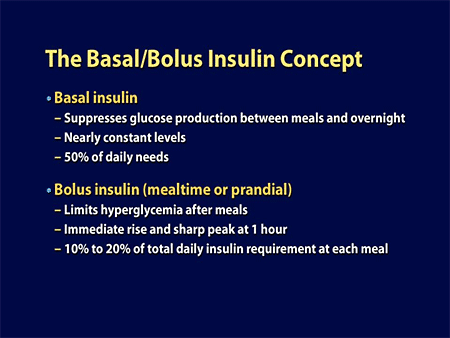 The Basal/Bolus Insulin Concept
• Basal insulin
– Suppresses glucose production between meals and overnight
– Nearly constant levels
– 50% of daily needs
• Bolus insulin (mealtime or prandial)
– Limits hyperglycemia after meals
– Immediate rise and sharp peak at 1 hour
– 10% to 20% of total daily insulin requirement at each meal